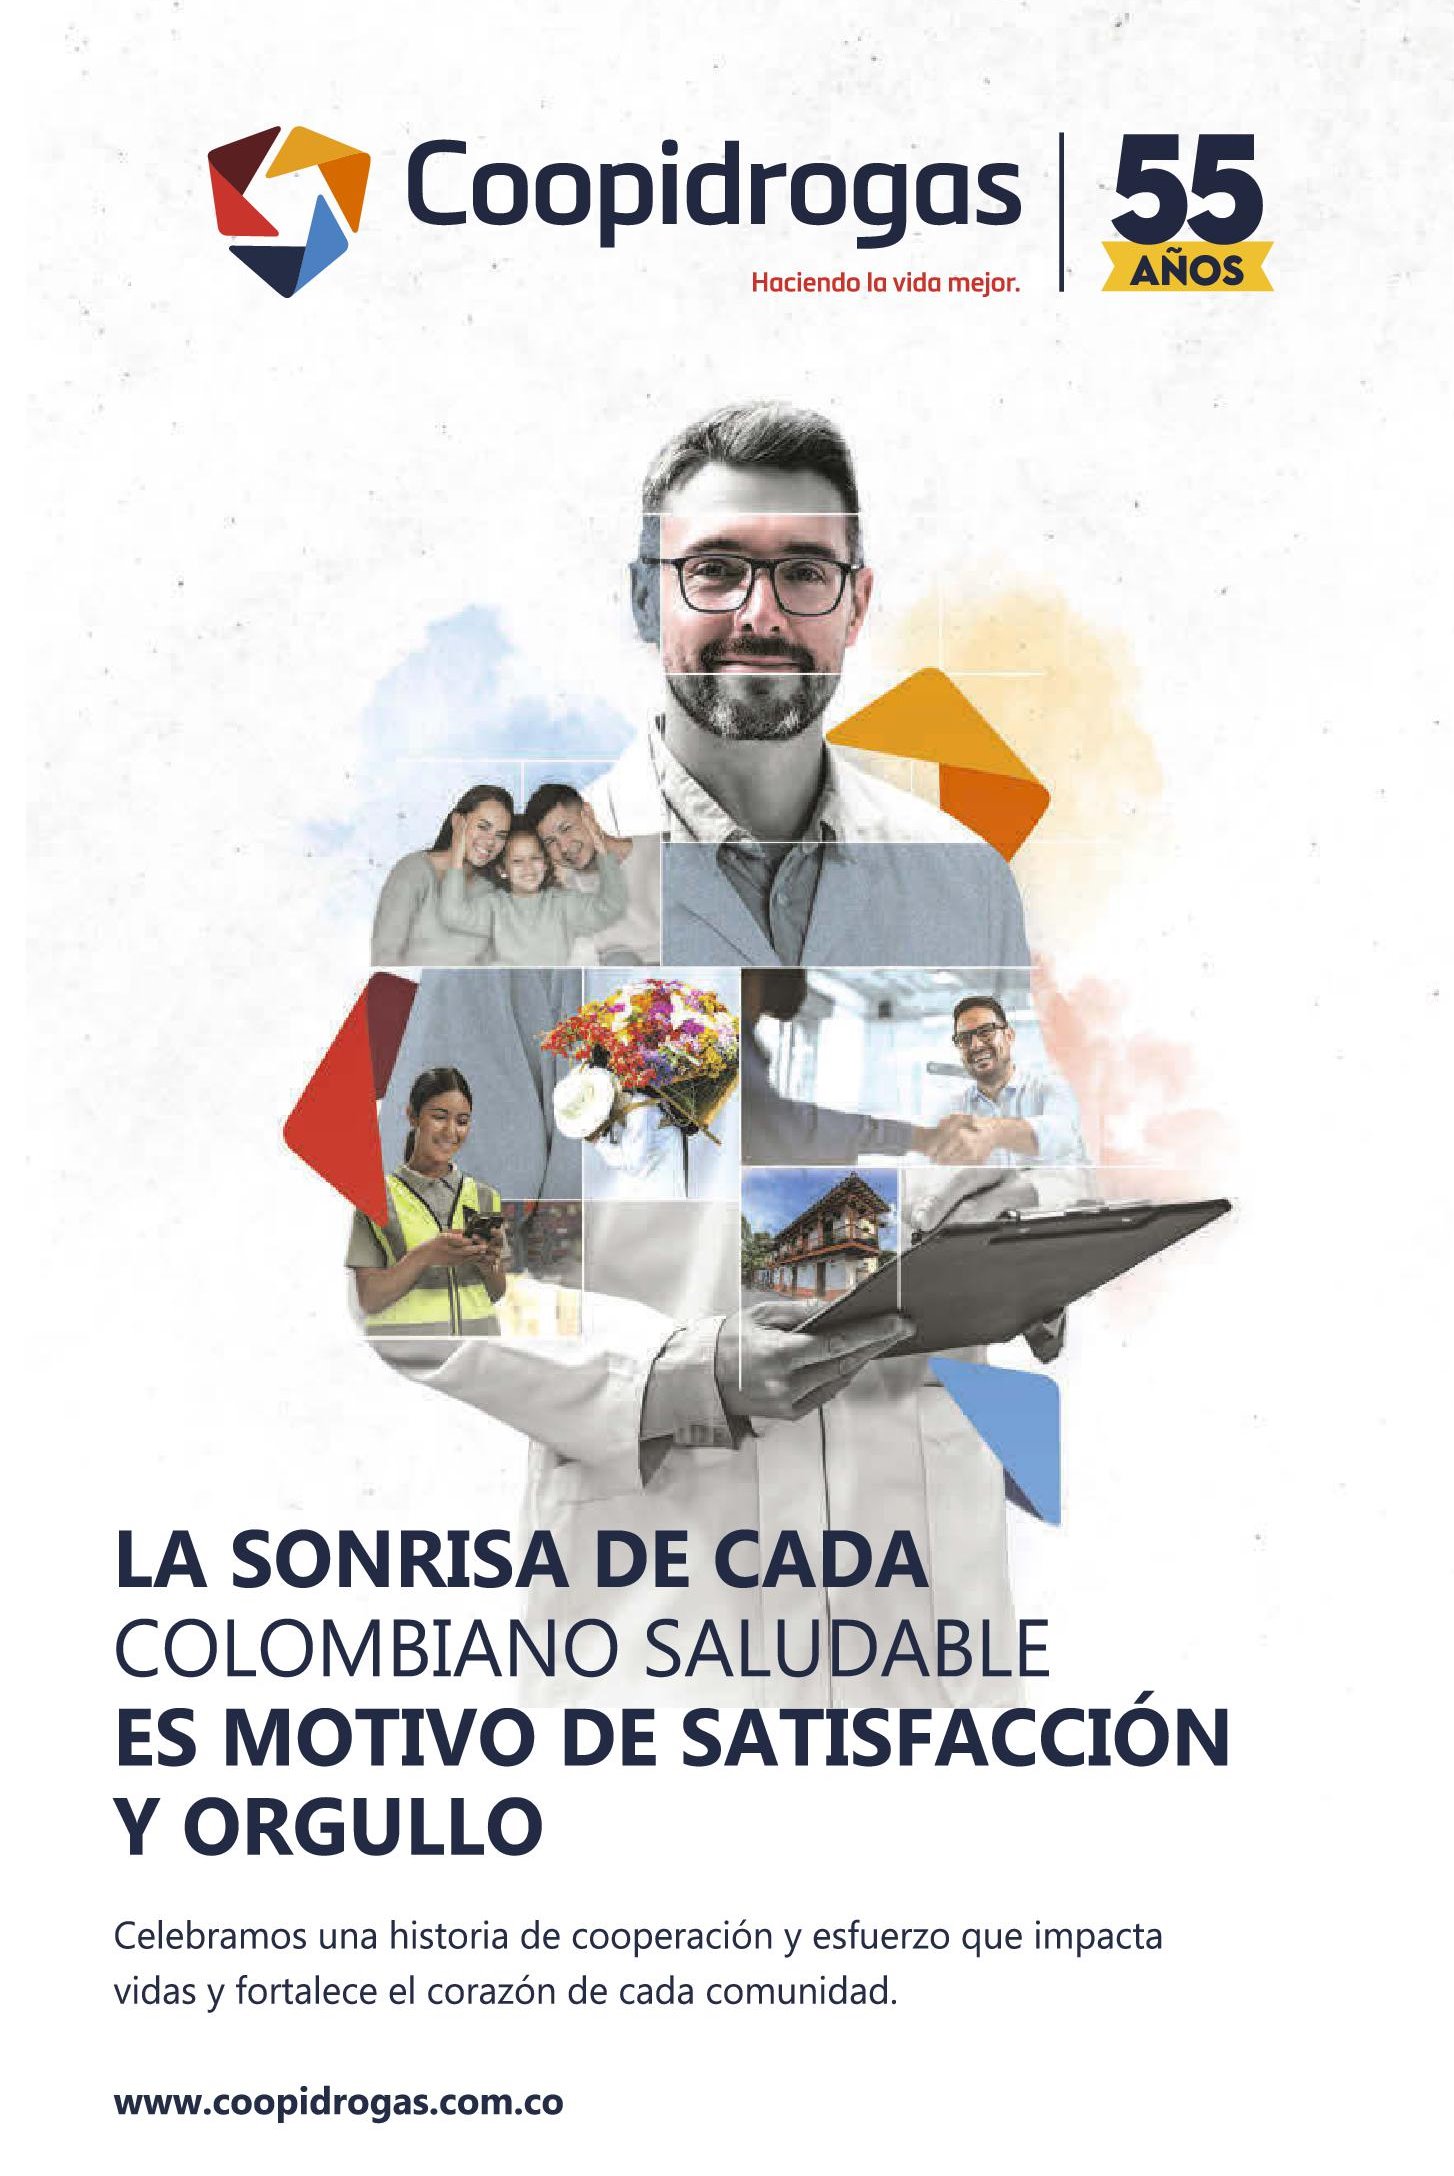 Coopidrogas
Haciendo la vida mejor.
55
AÑOS
LA SONRISA DE CADA
COLOMBIANO SALUDABLE
ES MOTIVO DE SATISFACCIÓN
Y ORGULLO
Celebramos una historia de cooperación y esfuerzo que impacta
vidas y fortalece el corazón de cada comunidad.
www.coopidrogas.com.co